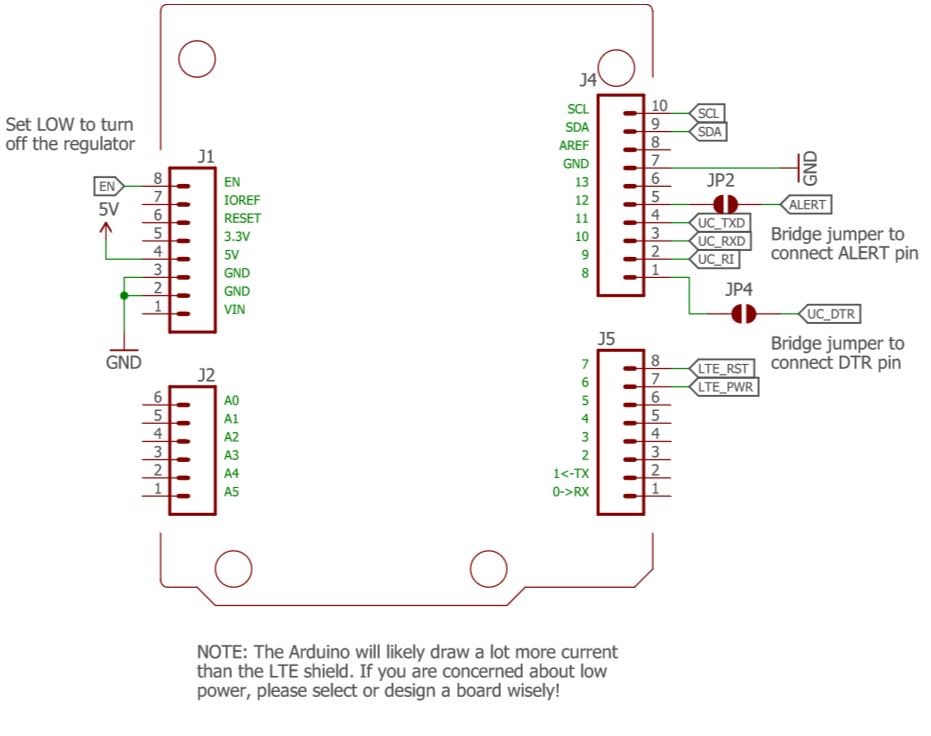 Set LOW to turn
off the regulator
EN
5V
GND
J1
8 EN
7 IOREF
6 RESET
5 3.3V
4 5V
3 GND
2 GND
1 VIN
J2
6 A0
5 A1
4 A2
3 A3
2 A4
1 A5
J4
SCL 10 SCL
SDA 9 SDA
AREF 8
GND 7 GND
13 6
JP2
12 5 ALERT
11 4 UC_TXD
10 3 UC_RXD
9 2 UC_RI
8 1
Bridge jumper to
connect ALERT pin
JP4
UC_DTR
Bridge jumper to
connect DTR pin
J5
7 8 LTE_RST
6 7 LTE_PWR
5 6
4 5
3 4
2 3
1<-TX 2
0->RX 1
NOTE: The Arduino will likely draw a lot more current
than the LTE shield. If you are concerned about low
power, please select or design a board wisely!